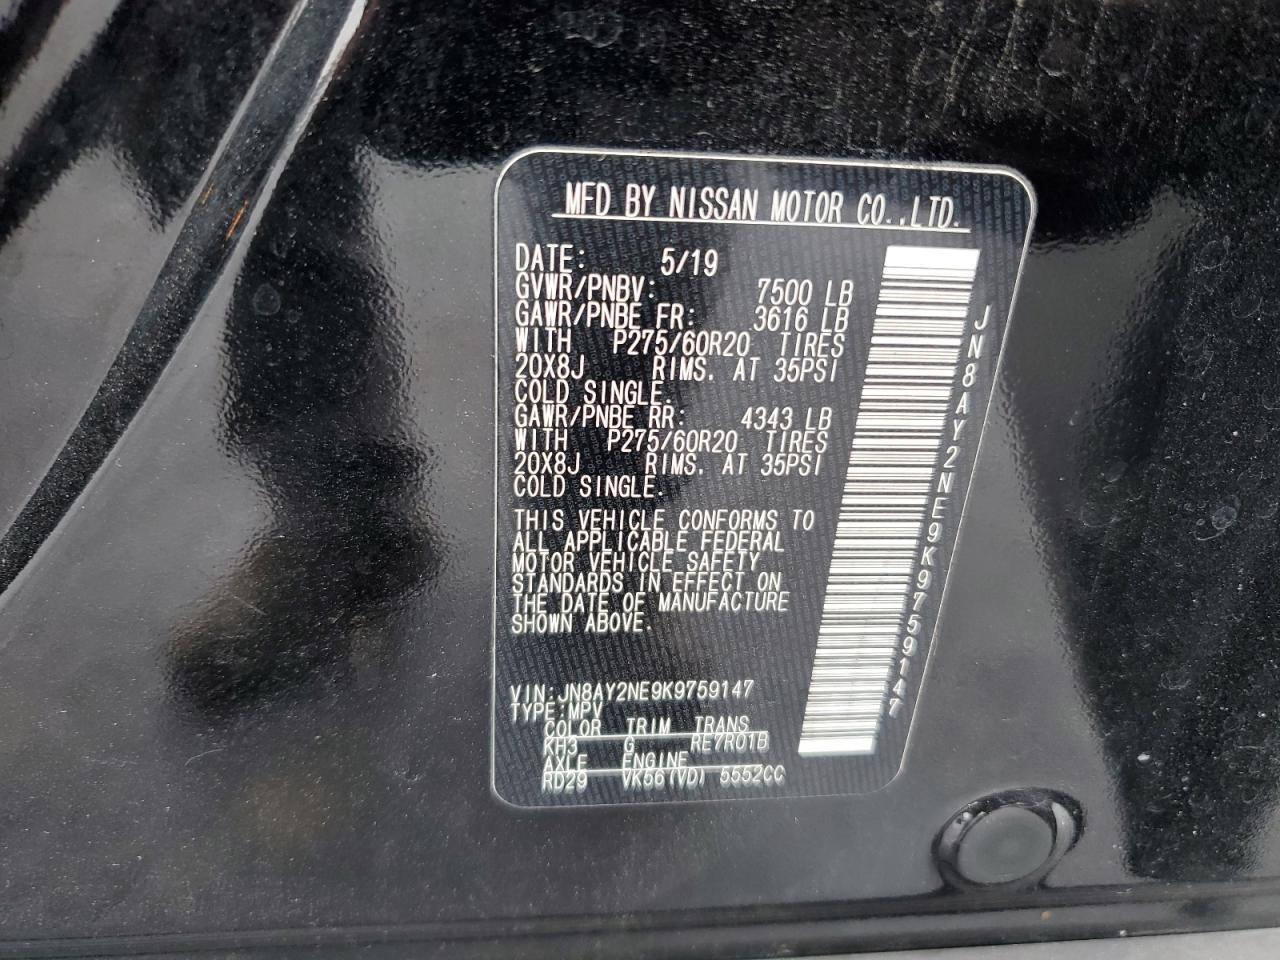 MFD BY NISSAN MOTOR CO.,LTD.
DATE: 5/19
GVWR/PNBV: 7500 LB
GAWR/PNBE FR: 3616 LB
WITH P275/60R20 TIRES
20X8J RIMS. AT 35PSI
COLD SINGLE.
GAWR/PNBE RR: 4343 LB
WITH P275/60R20 TIRES
20X8J RIMS. AT 35PSI
COLD SINGLE.
THIS VEHICLE CONFORMS TO
ALL APPLICABLE FEDERAL
MOTOR VEHICLE SAFETY
STANDARDS IN EFFECT ON
THE DATE OF MANUFACTURE
SHOWN ABOVE.
VIN:JN8AY2NE9K9759147
TYPE:MPV
COLOR TRIM TRANS
KH3 G RE7R01B
AXLE ENGINE
RD29 VK56(VD) 5552CC
JN8AY2NE9K9759147